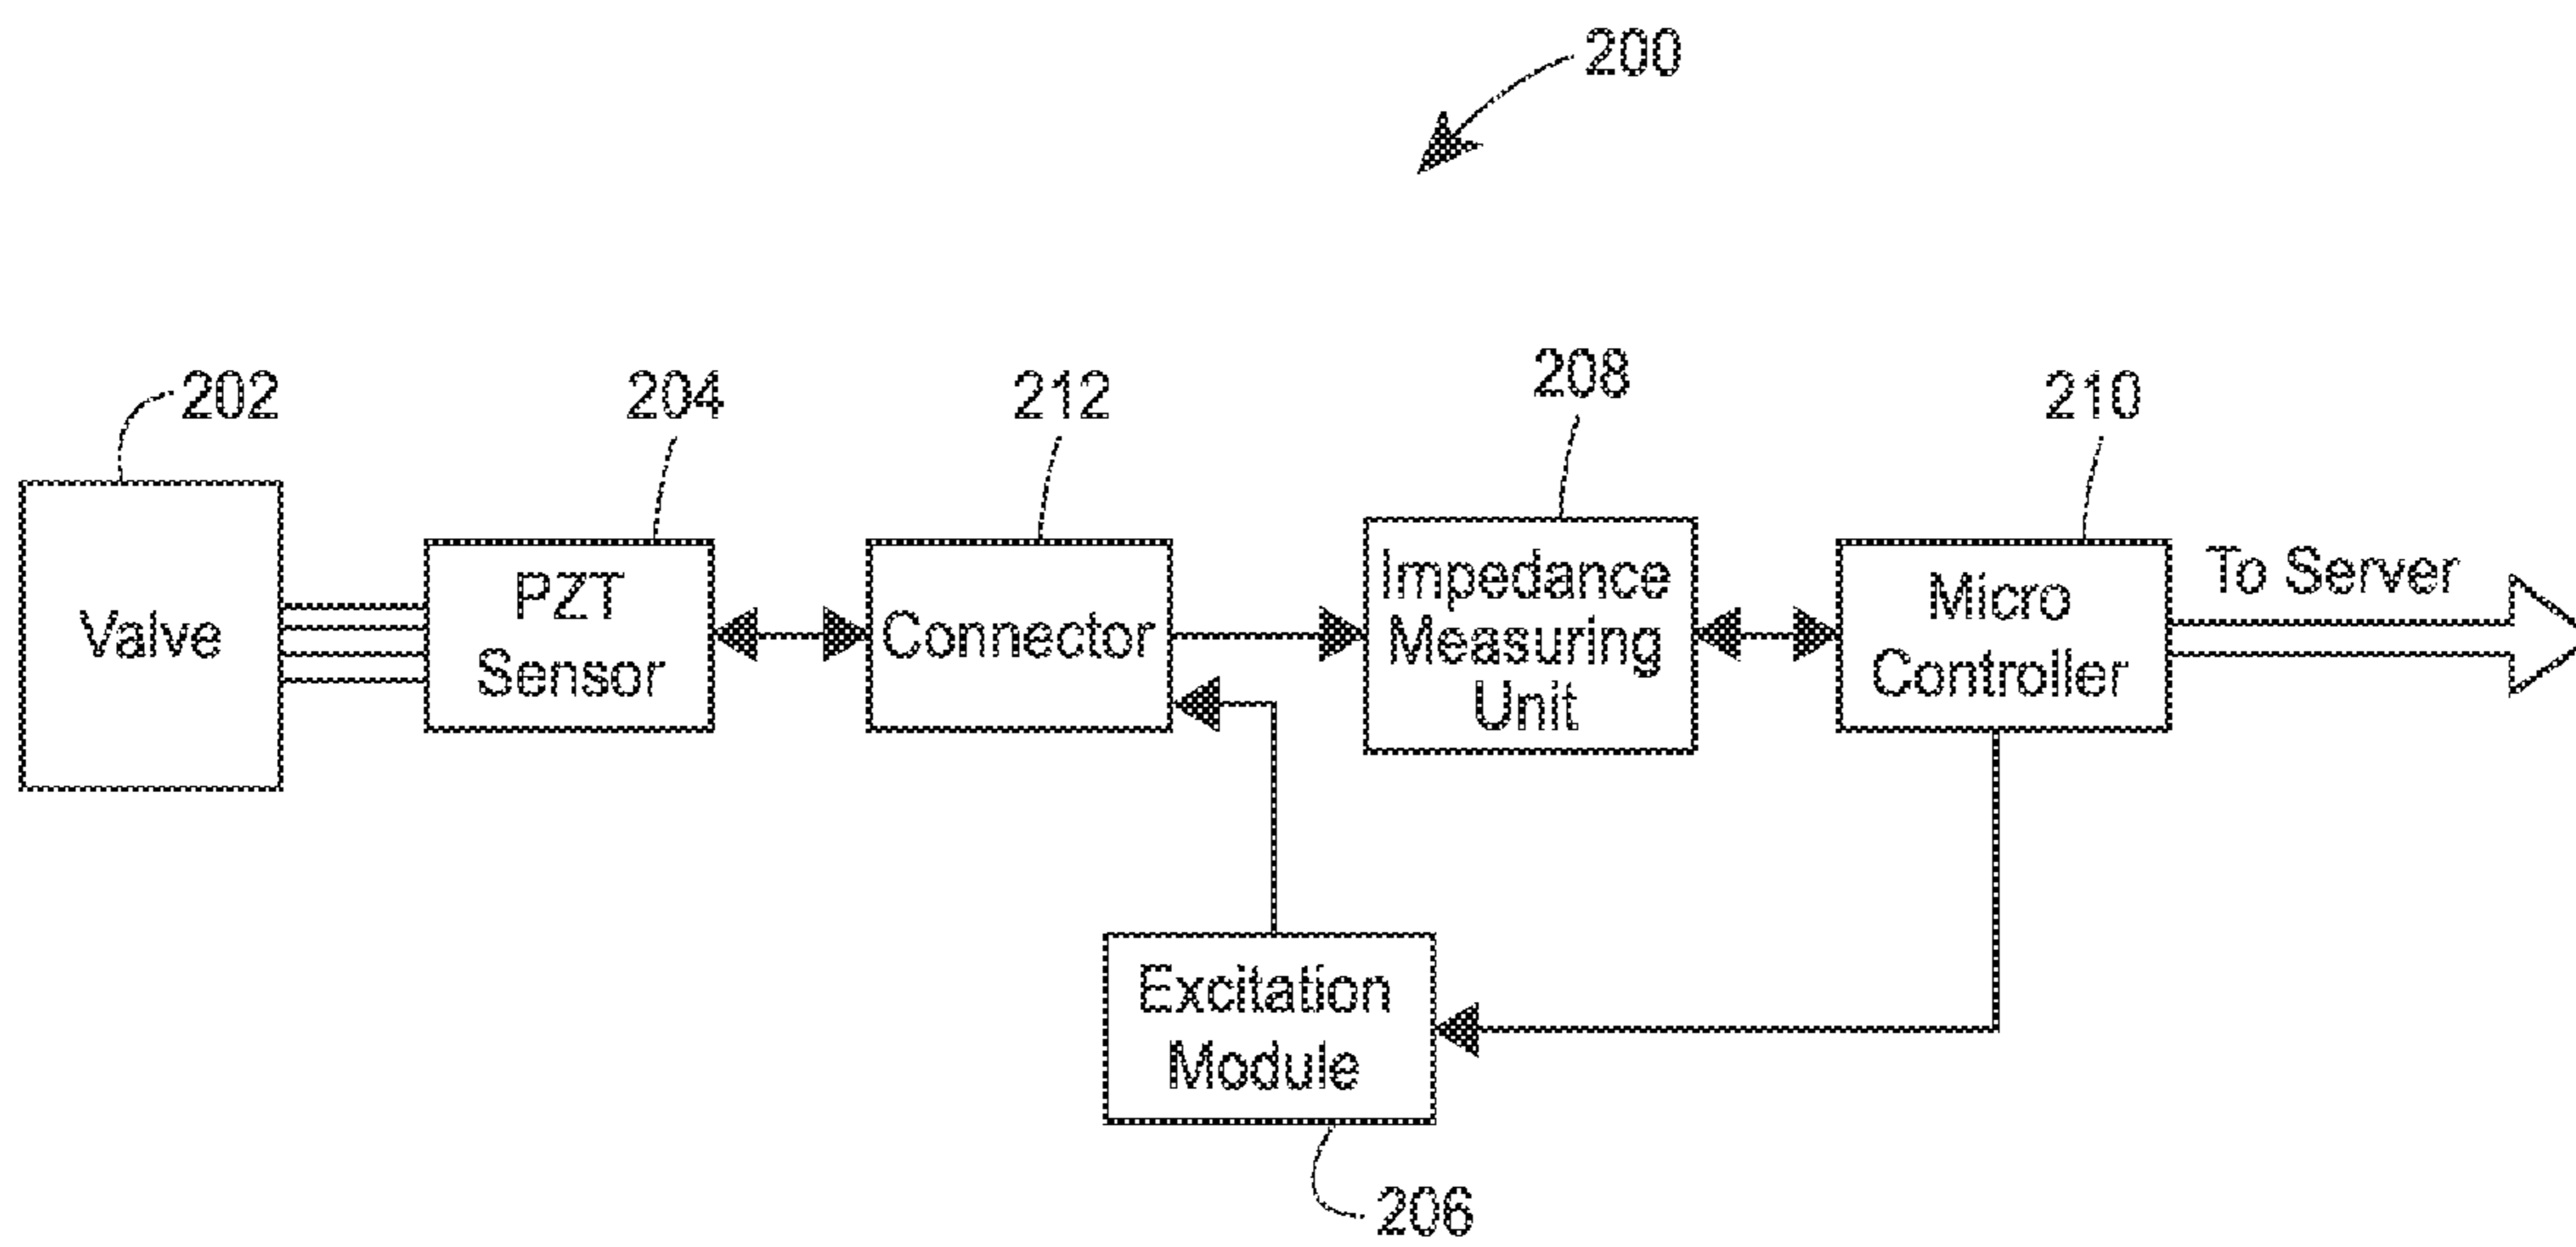 200
202
204
212
208
210
Valve
PZT
Sensor
Connector
Impedance
Measuring
Unit
Micro
Controller
To Server
Excitation
Module
206